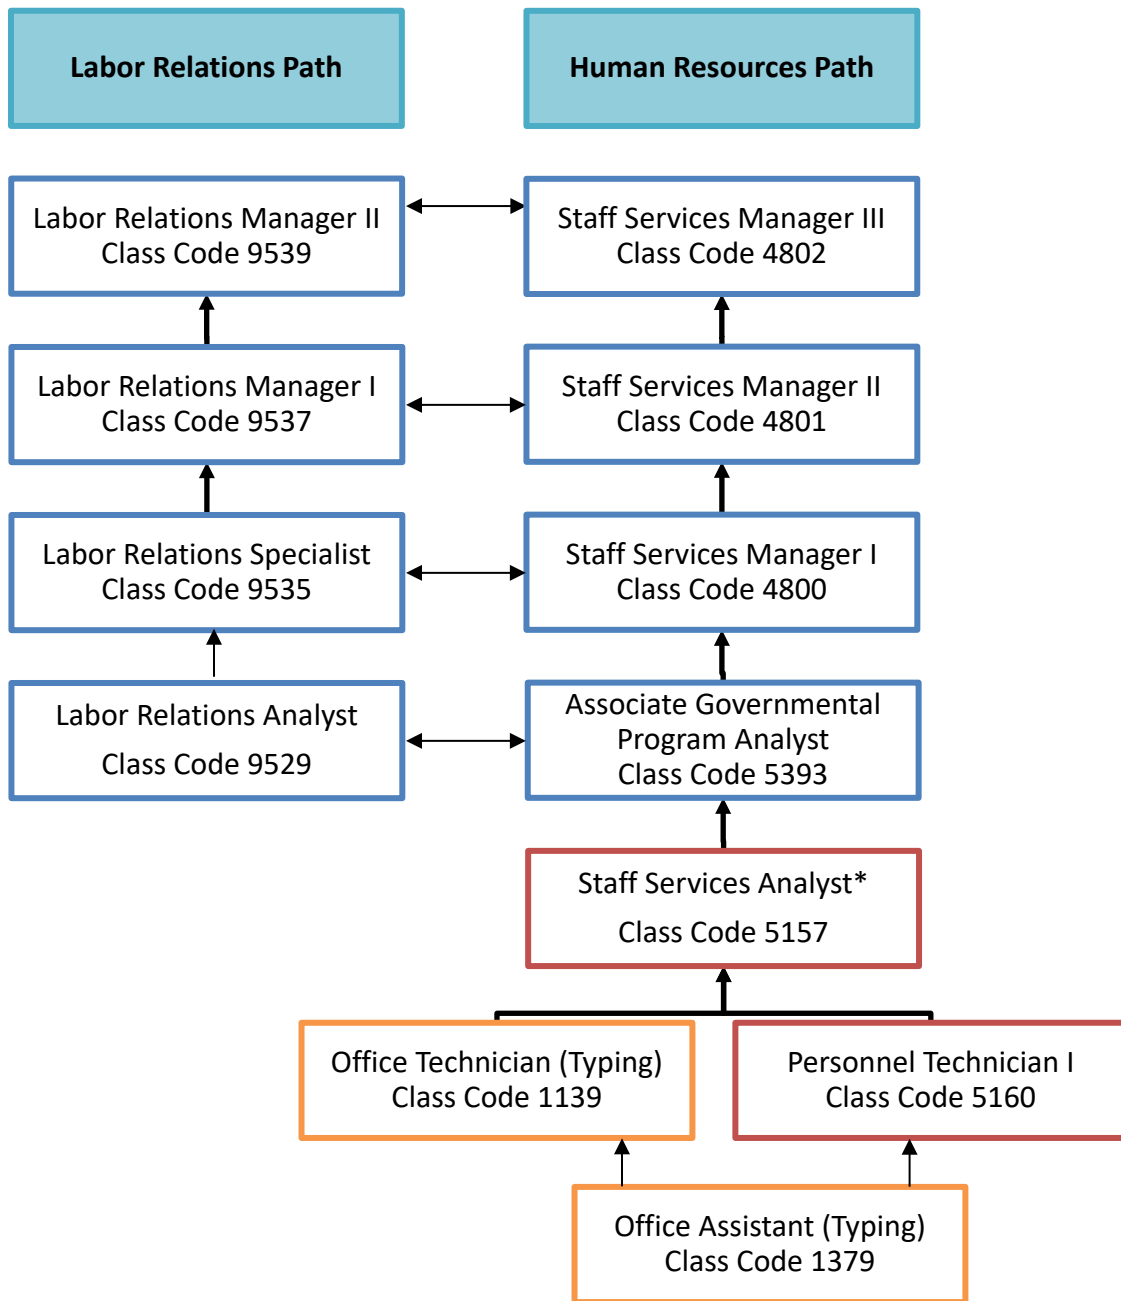 Labor Relations Path
Human Resources Path
Labor Relations Manager II
Class Code 9539
Staff Services Manager III
Class Code 4802
Labor Relations Manager I
Class Code 9537
Staff Services Manager II
Class Code 4801
Labor Relations Specialist
Class Code 9535
Staff Services Manager I
Class Code 4800
Labor Relations Analyst
Class Code 9529
Associate Governmental
Program Analyst
Class Code 5393
Staff Services Analyst*
Class Code 5157
Office Technician (Typing)
Class Code 1139
Personnel Technician I
Class Code 5160
Office Assistant (Typing)
Class Code 1379